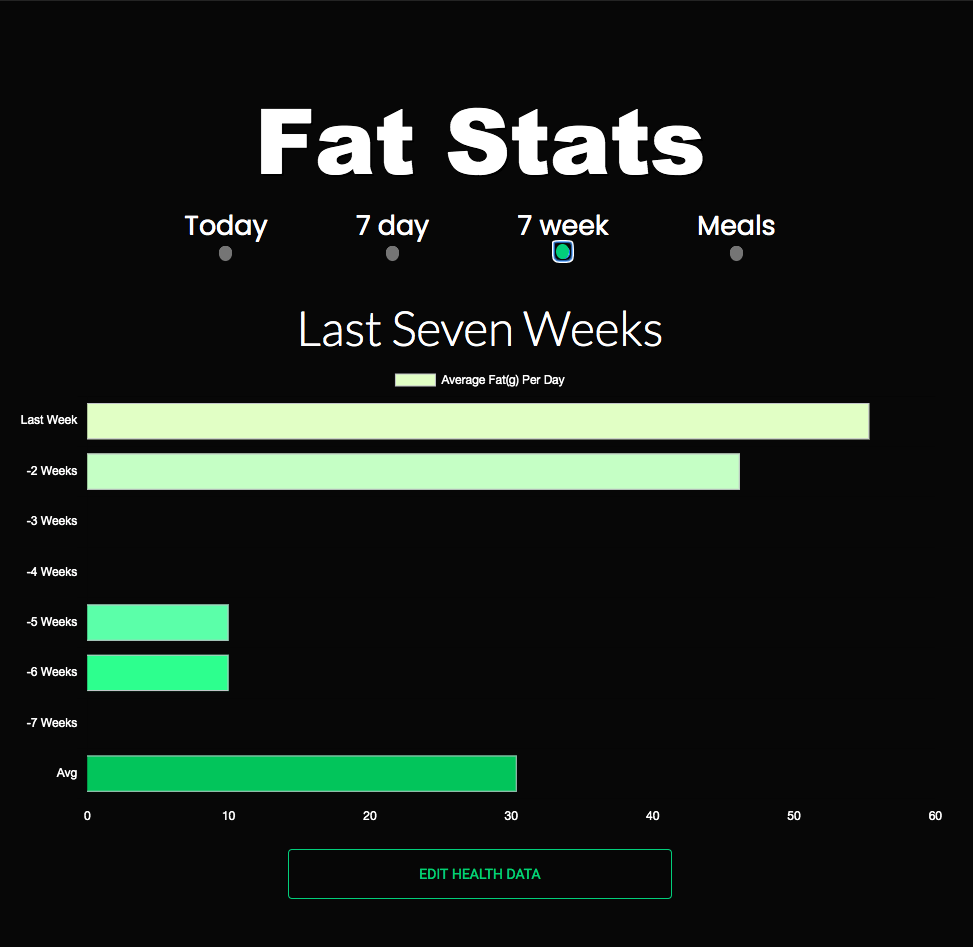 Fat Stats
Today 7 day 7 week Meals
Last Seven Weeks
Average Fat(g) Per Day
Last Week
-2 Weeks
-3 Weeks
-4 Weeks
-5 Weeks
-6 Weeks
-7 Weeks
Avg
0 10 20 30 40 50 60
EDIT HEALTH DATA